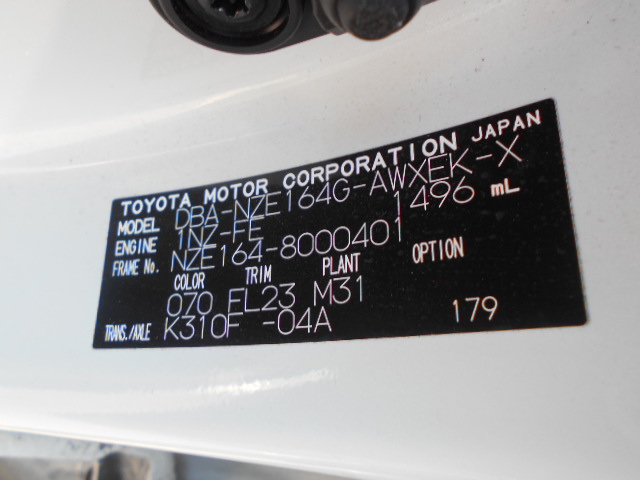 TOYOTA MOTOR CORPORATION JAPAN
MODEL DBA-NZE164G-AWXEK-X
ENGINE 1NZ-FE 1496 mL
FRAME No. NZE164-8000401
COLOR TRIM PLANT OPTION
070 FL23 M31
TRANS./AXLE K310F -04A 179